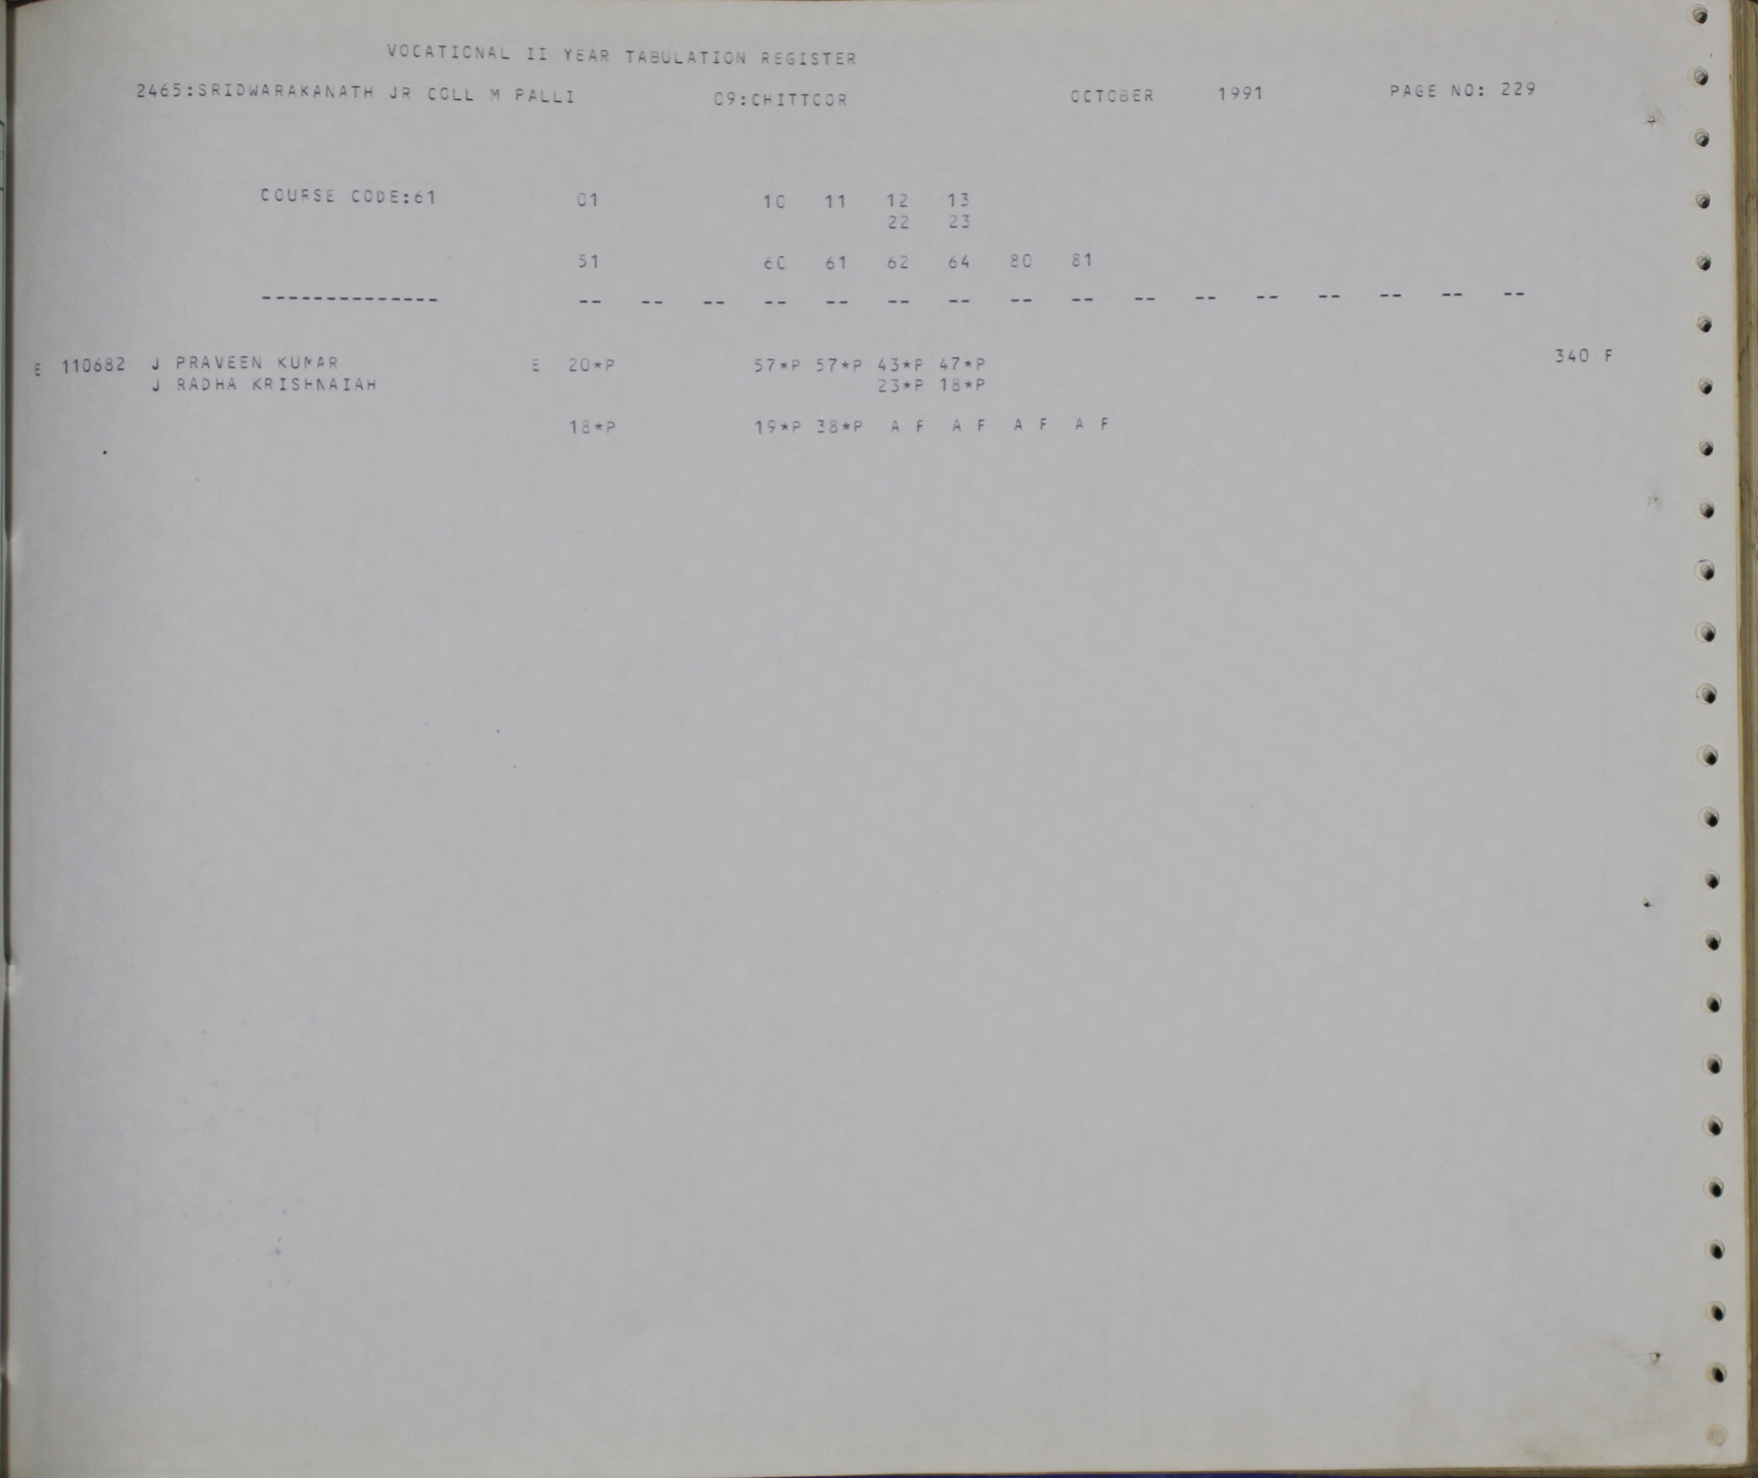 VOCATIONAL II YEAR TABULATION REGISTER
2465:SRIDWARAKANATH JR COLL M PALLI 09:CHITTOOR OCTOBER 1991 PAGE NO: 229
COURSE CODE:61 01 10 11 12 13
22 23
51 60 61 62 64 80 81
-------------- -- -- -- -- -- -- -- -- -- -- -- -- -- -- -- --
E 110682 J PRAVEEN KUMAR E 20*P 57*P 57*P 43*P 47*P 340 F
J RADHA KRISHNAIAH 23*P 18*P
18*P 19*P 38*P A F A F A F A F